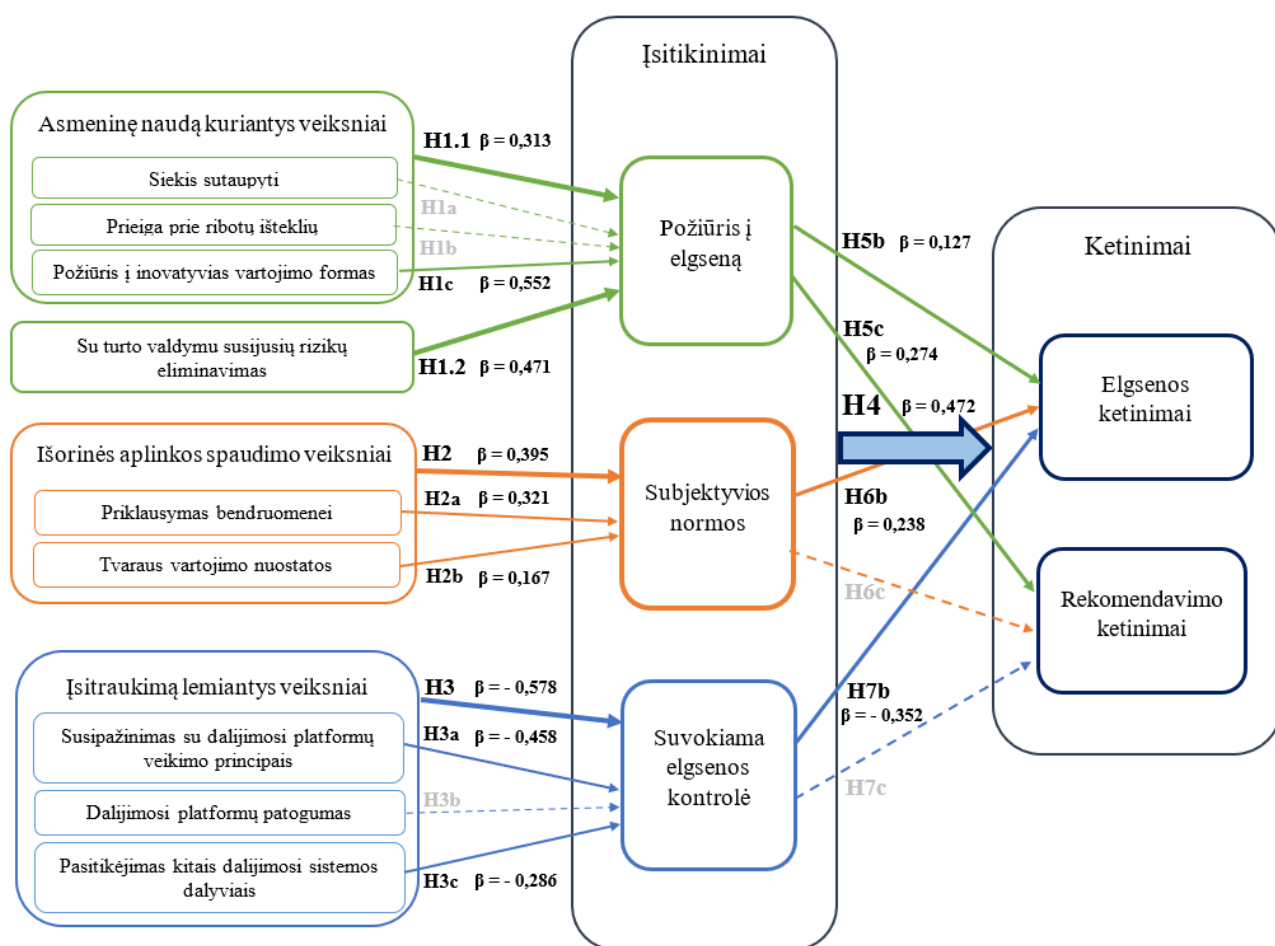 Įsitikinimai
Asmeninę naudą kuriantys veiksniai
Siekis sutaupyti
Prieiga prie ribotų išteklių
Požiūris į inovatyvias vartojimo formas
Su turto valdymu susijusių rizikų
eliminavimas
H1.1 β = 0,313
H1a
H1b
H1c β = 0,552
H1.2 β = 0,471
Požiūris į
elgseną
Išorinės aplinkos spaudimo veiksniai
Priklausymas bendruomenei
Tvaraus vartojimo nuostatos
H2 β = 0,395
H2a β = 0,321
H2b β = 0,167
Subjektyvios
normos
Įsitraukimą lemiantys veiksniai
Susipažinimas su dalijimosi platformų
veikimo principais
Dalijimosi platformų patogumas
Pasitikėjimas kitais dalijimosi sistemos
dalyviais
H3 β = - 0,578
H3a β = - 0,458
H3b
H3c β = - 0,286
Suvokiama
elgsenos
kontrolė
H5b β = 0,127
H5c
β = 0,274
H4 β = 0,472
H6b
β = 0,238
H6c
H7b
β = - 0,352
H7c
Ketinimai
Elgsenos
ketinimai
Rekomendavimo
ketinimai